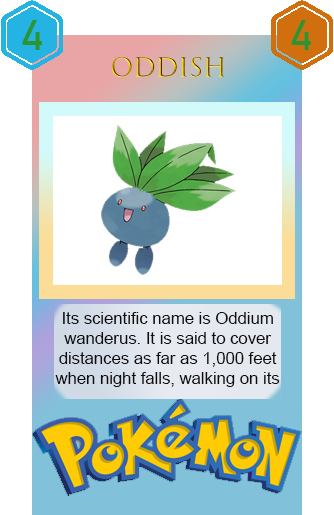 4 4
ODDISH
Its scientific name is Oddium
wanderus. It is said to cover
distances as far as 1,000 feet
when night falls, walking on its
POKéMON